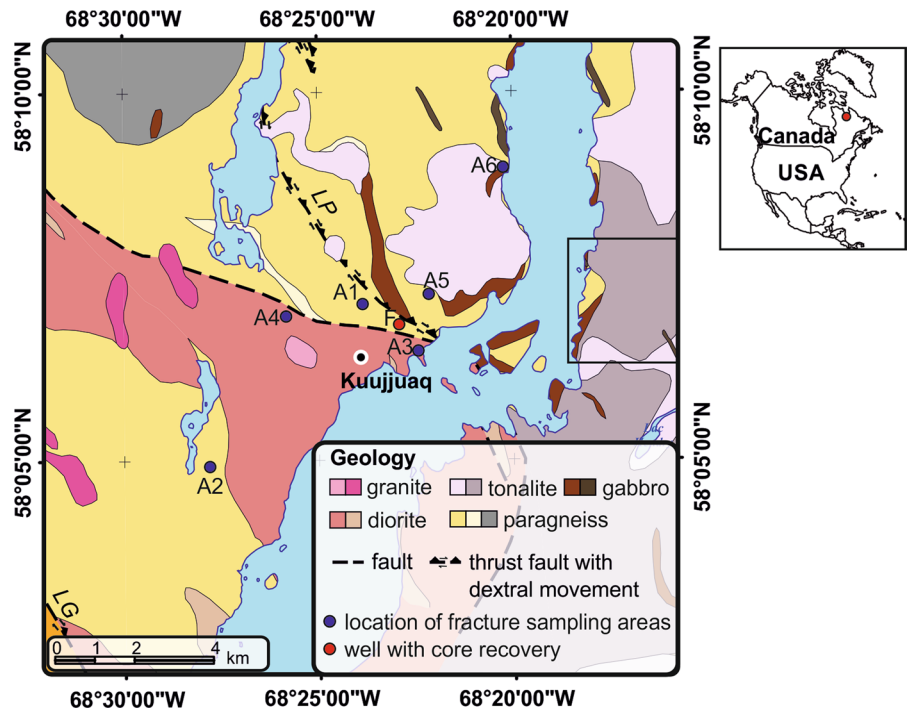 68°30'00"W
68°25'00"W
68°20'00"W
58°10'00"N
58°10'00"N
Canada
USA
A6
LP
A5
A1
A4
F
A3
Kuujjuaq
58°05'00"N
58°05'00"N
A2
LG
Geology
granite
tonalite
gabbro
diorite
paragneiss
fault
thrust fault with
dextral movement
location of fracture sampling areas
well with core recovery
0 1 2 4
km
68°30'00"W
68°25'00"W
68°20'00"W